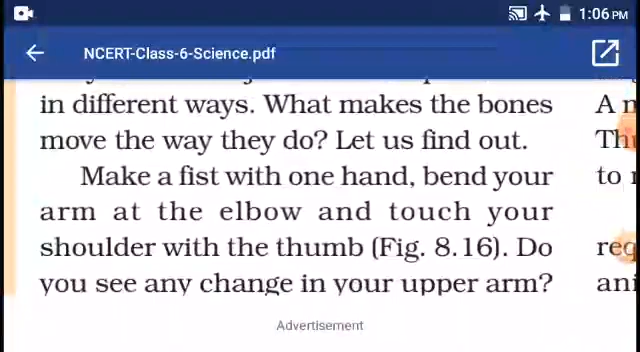 1:06 PM
NCERT-Class-6-Science.pdf
in different ways. What makes the bones
move the way they do? Let us find out.
Make a fist with one hand, bend your
arm at the elbow and touch your
shoulder with the thumb (Fig. 8.16). Do
you see any change in your upper arm?
A
to
Advertisement